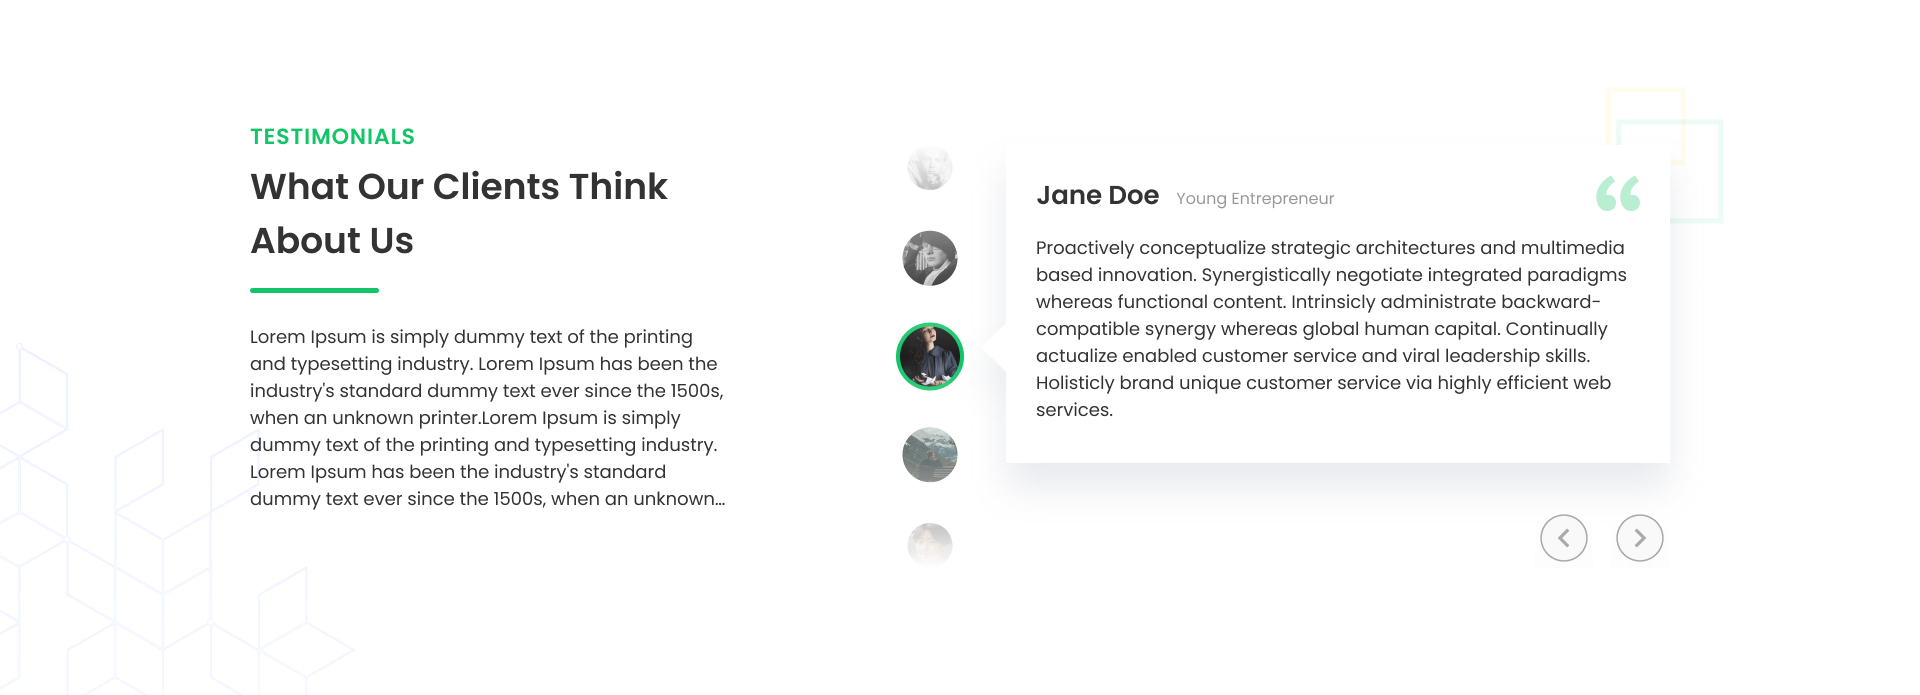 TESTIMONIALS
What Our Clients Think
About Us
Lorem Ipsum is simply dummy text of the printing
and typesetting industry. Lorem Ipsum has been the
industry's standard dummy text ever since the 1500s,
when an unknown printer.Lorem Ipsum is simply
dummy text of the printing and typesetting industry.
Lorem Ipsum has been the industry's standard
dummy text ever since the 1500s, when an unknown...
Jane Doe Young Entrepreneur
Proactively conceptualize strategic architectures and multimedia
based innovation. Synergistically negotiate integrated paradigms
whereas functional content. Intrinsicly administrate backward-
compatible synergy whereas global human capital. Continually
actualize enabled customer service and viral leadership skills.
Holisticly brand unique customer service via highly efficient web
services.